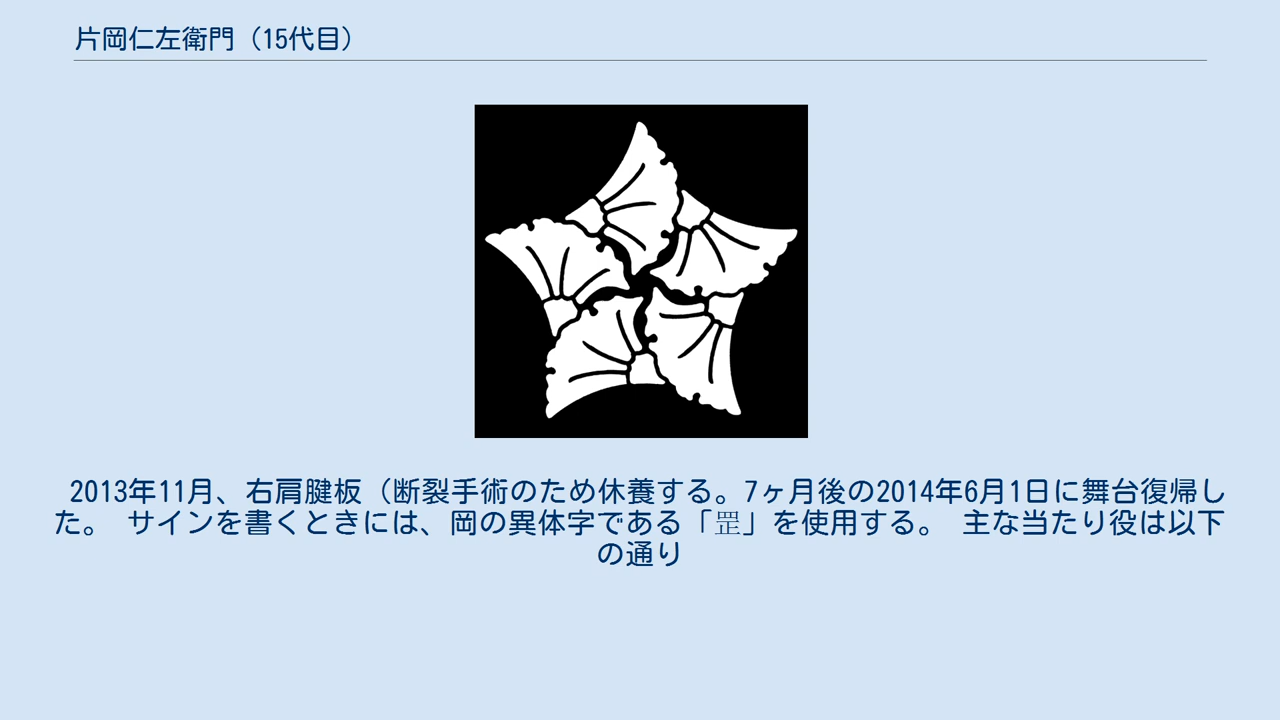 片岡仁左衛門（15代目）
2013年11月、右肩腱板（断裂手術のため休養する。7ヶ月後の2014年6月1日に舞台復帰し
た。 サインを書くときには、岡の異体字である「罡」を使用する。 主な当たり役は以下
の通り